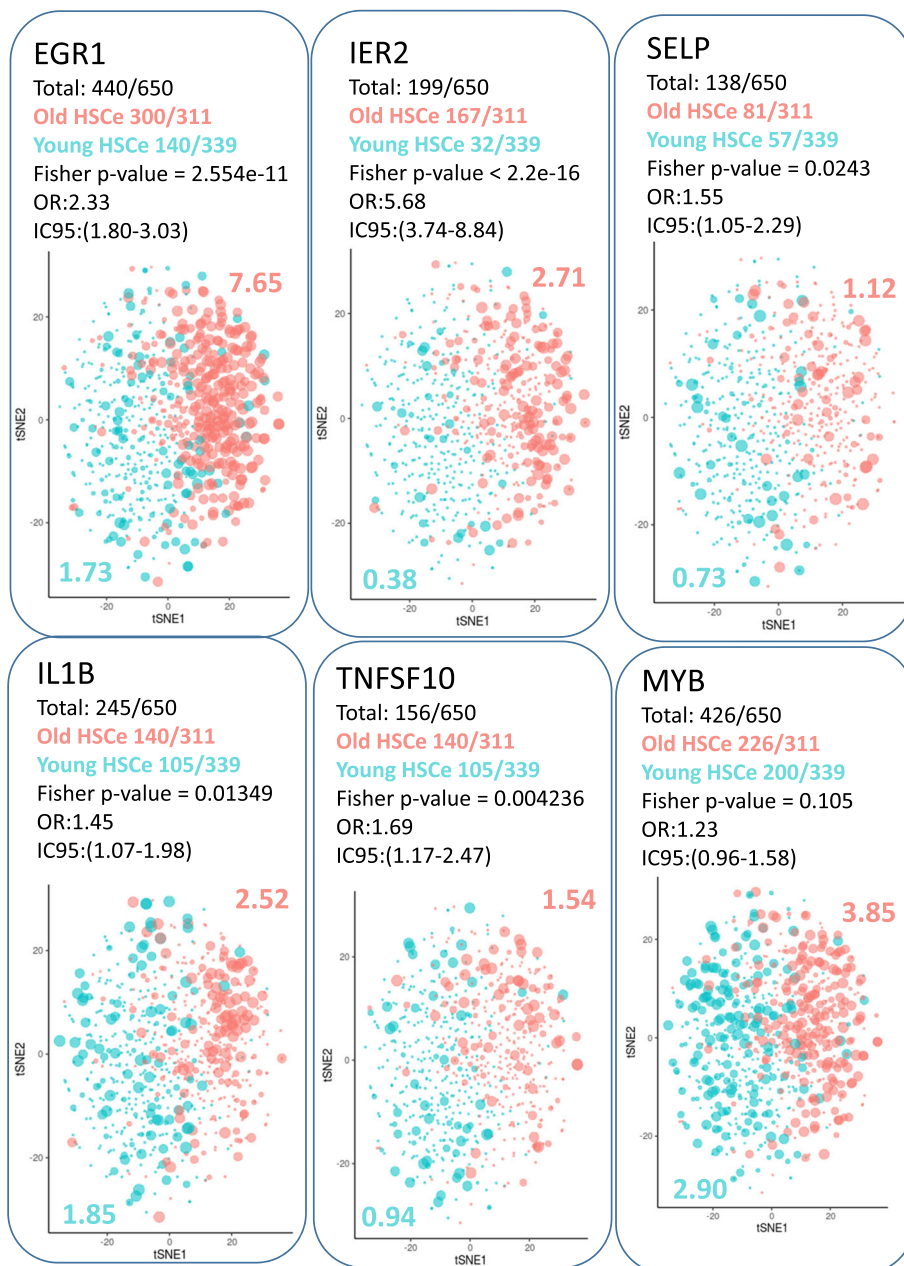 EGR1
Total: 440/650
Old HSCe 300/311
Young HSCe 140/339
Fisher p-value = 2.554e-11
OR:2.33
IC95:(1.80-3.03)
7.65
20
0
-20
tSNE2
1.73
-20
0
20
tSNE1
IER2
Total: 199/650
Old HSCe 167/311
Young HSCe 32/339
Fisher p-value < 2.2e-16
OR:5.68
IC95:(3.74-8.84)
2.71
20
0
-20
tSNE2
0.38
-20
0
20
tSNE1
SELP
Total: 138/650
Old HSCe 81/311
Young HSCe 57/339
Fisher p-value = 0.0243
OR:1.55
IC95:(1.05-2.29)
1.12
20
0
-20
tSNE2
0.73
-20
0
20
tSNE1
IL1B
Total: 245/650
Old HSCe 140/311
Young HSCe 105/339
Fisher p-value = 0.01349
OR:1.45
IC95:(1.07-1.98)
2.52
20
0
-20
tSNE2
1.85
-20
0
20
tSNE1
TNFSF10
Total: 156/650
Old HSCe 140/311
Young HSCe 105/339
Fisher p-value = 0.004236
OR:1.69
IC95:(1.17-2.47)
1.54
20
0
-20
tSNE2
0.94
-20
0
20
tSNE1
MYB
Total: 426/650
Old HSCe 226/311
Young HSCe 200/339
Fisher p-value = 0.105
OR:1.23
IC95:(0.96-1.58)
3.85
20
0
-20
tSNE2
2.90
-20
0
20
tSNE1